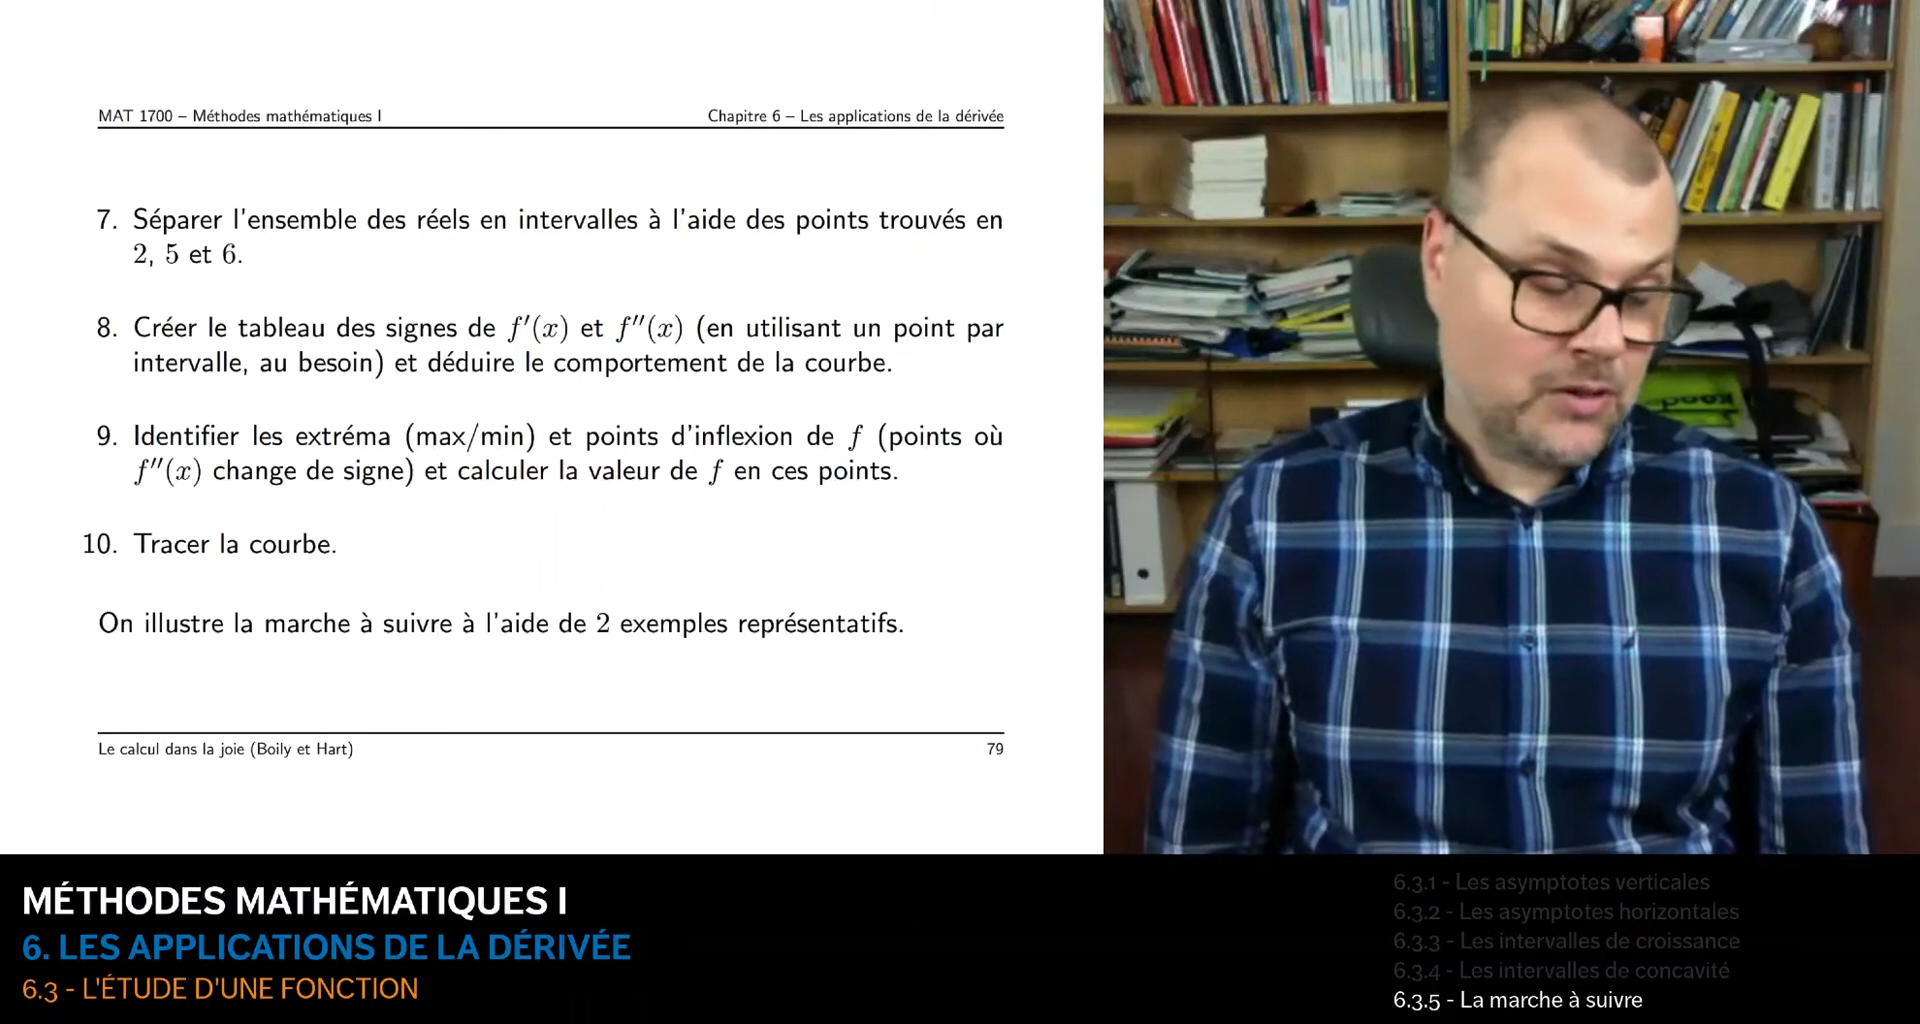 MAT 1700 – Méthodes mathématiques I
Chapitre 6 – Les applications de la dérivée
7. Séparer l'ensemble des réels en intervalles à l'aide des points trouvés en
2, 5 et 6.
8. Créer le tableau des signes de f′(x) et f″(x) (en utilisant un point par
intervalle, au besoin) et déduire le comportement de la courbe.
9. Identifier les extréma (max/min) et points d'inflexion de f (points où
f″(x) change de signe) et calculer la valeur de f en ces points.
10. Tracer la courbe.
On illustre la marche à suivre à l'aide de 2 exemples représentatifs.
Le calcul dans la joie (Boily et Hart)
79
MÉTHODES MATHÉMATIQUES I
6. LES APPLICATIONS DE LA DÉRIVÉE
6.3 - L'ÉTUDE D'UNE FONCTION
6.3.1 - Les asymptotes verticales
6.3.2 - Les asymptotes horizontales
6.3.3 - Les intervalles de croissance
6.3.4 - Les intervalles de concavité
6.3.5 - La marche à suivre